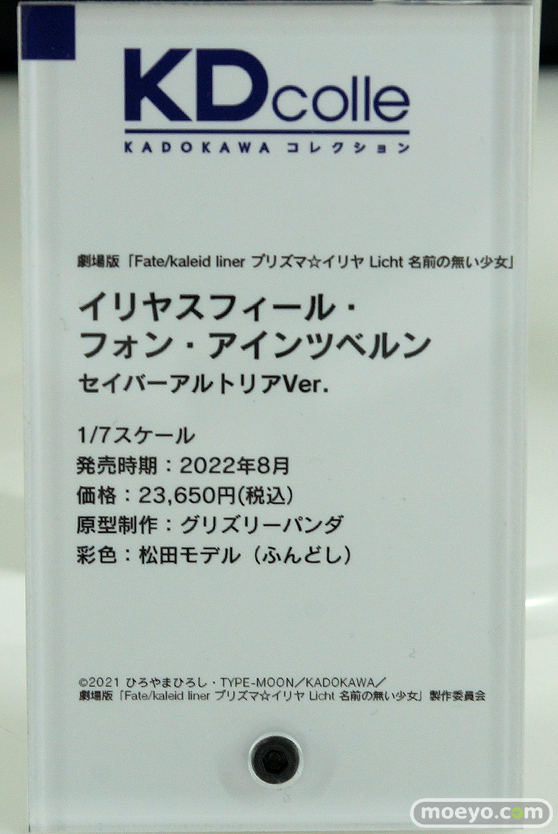 KDcolle
KADOKAWA コレクション
劇場版「Fate/kaleid liner プリズマ☆イリヤ Licht 名前の無い少女」
イリヤスフィール・
フォン・アインツベルン
セイバーアルトリアVer.
1/7スケール
発売時期：2022年8月
価格：23,650円(税込)
原型制作：グリズリーパンダ
彩色：松田モデル（ふんどし）
©2021 ひろやまひろし・TYPE-MOON／KADOKAWA／
劇場版「Fate/kaleid liner プリズマ☆イリヤ Licht 名前の無い少女」製作委員会
moeyo.com